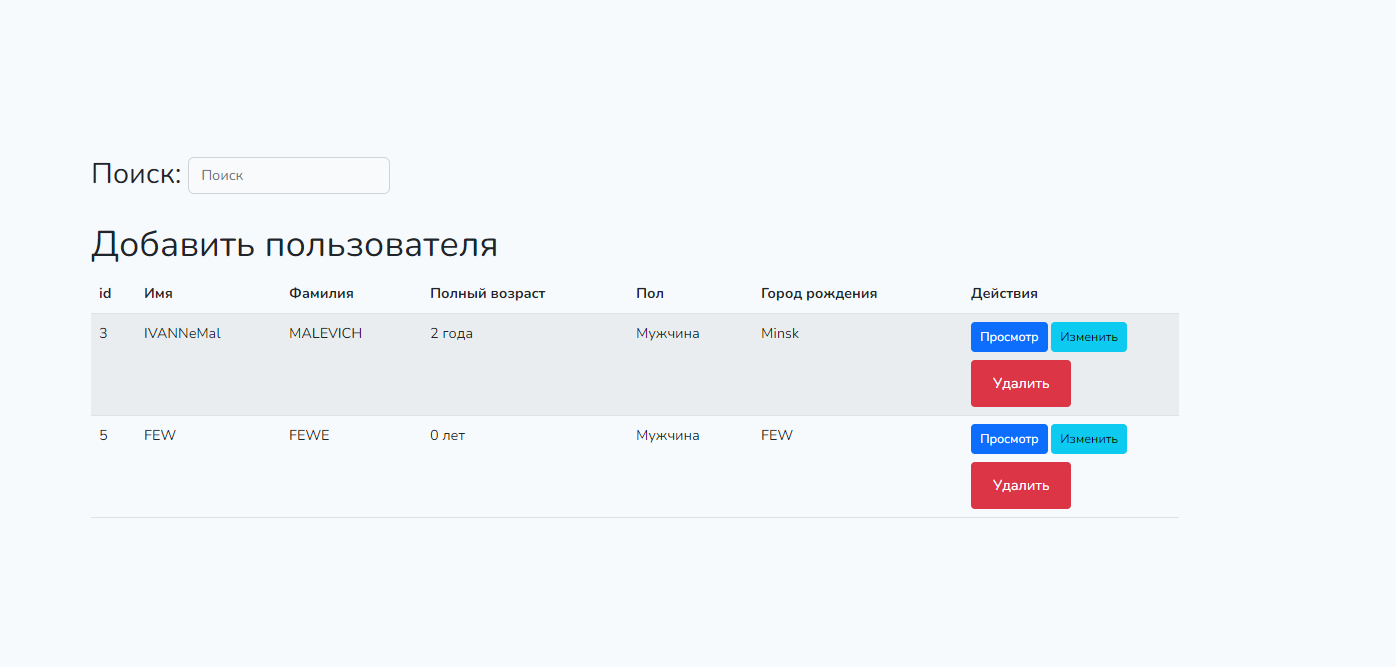 Поиск: Поиск
Добавить пользователя
id Имя Фамилия Полный возраст Пол Город рождения Действия
3 IVANNeMal MALEVICH 2 года Мужчина Minsk Просмотр Изменить
Удалить
5 FEW FEWE 0 лет Мужчина FEW Просмотр Изменить
Удалить